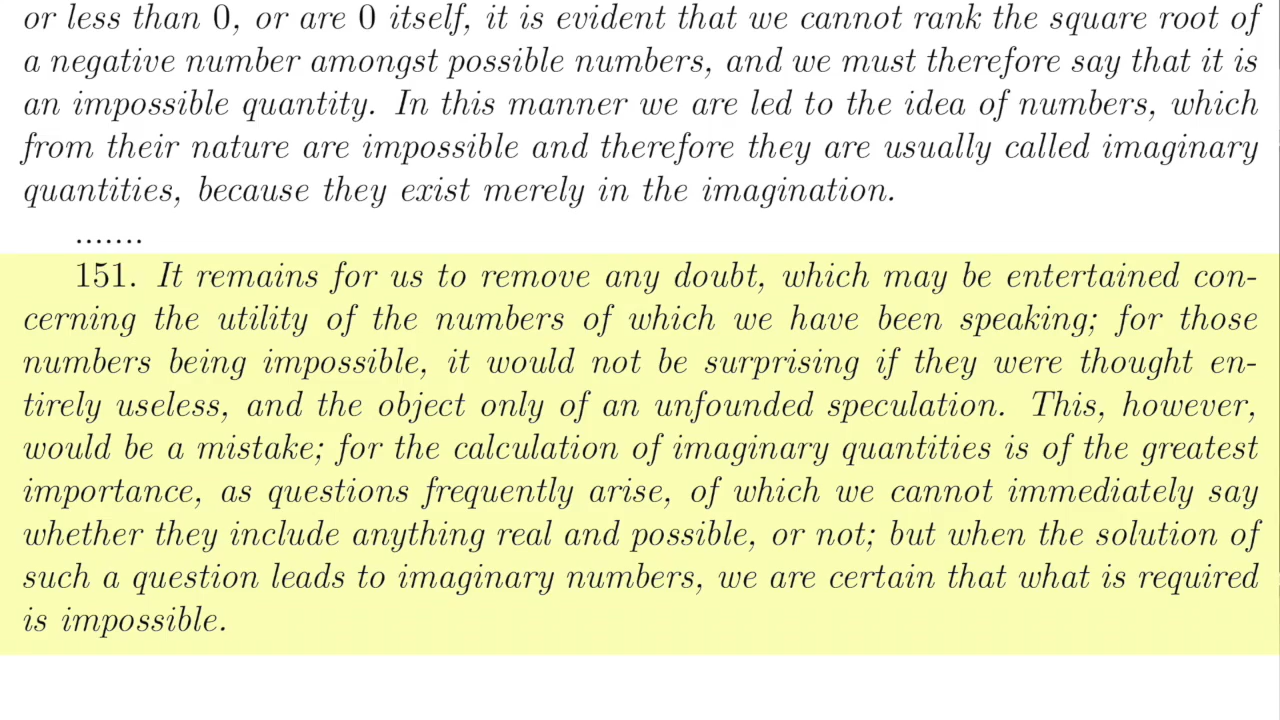 or less than 0, or are 0 itself, it is evident that we cannot rank the square root of
a negative number amongst possible numbers, and we must therefore say that it is
an impossible quantity. In this manner we are led to the idea of numbers, which
from their nature are impossible and therefore they are usually called imaginary
quantities, because they exist merely in the imagination.
.......
151. It remains for us to remove any doubt, which may be entertained con-
cerning the utility of the numbers of which we have been speaking; for those
numbers being impossible, it would not be surprising if they were thought en-
tirely useless, and the object only of an unfounded speculation. This, however,
would be a mistake; for the calculation of imaginary quantities is of the greatest
importance, as questions frequently arise, of which we cannot immediately say
whether they include anything real and possible, or not; but when the solution of
such a question leads to imaginary numbers, we are certain that what is required
is impossible.